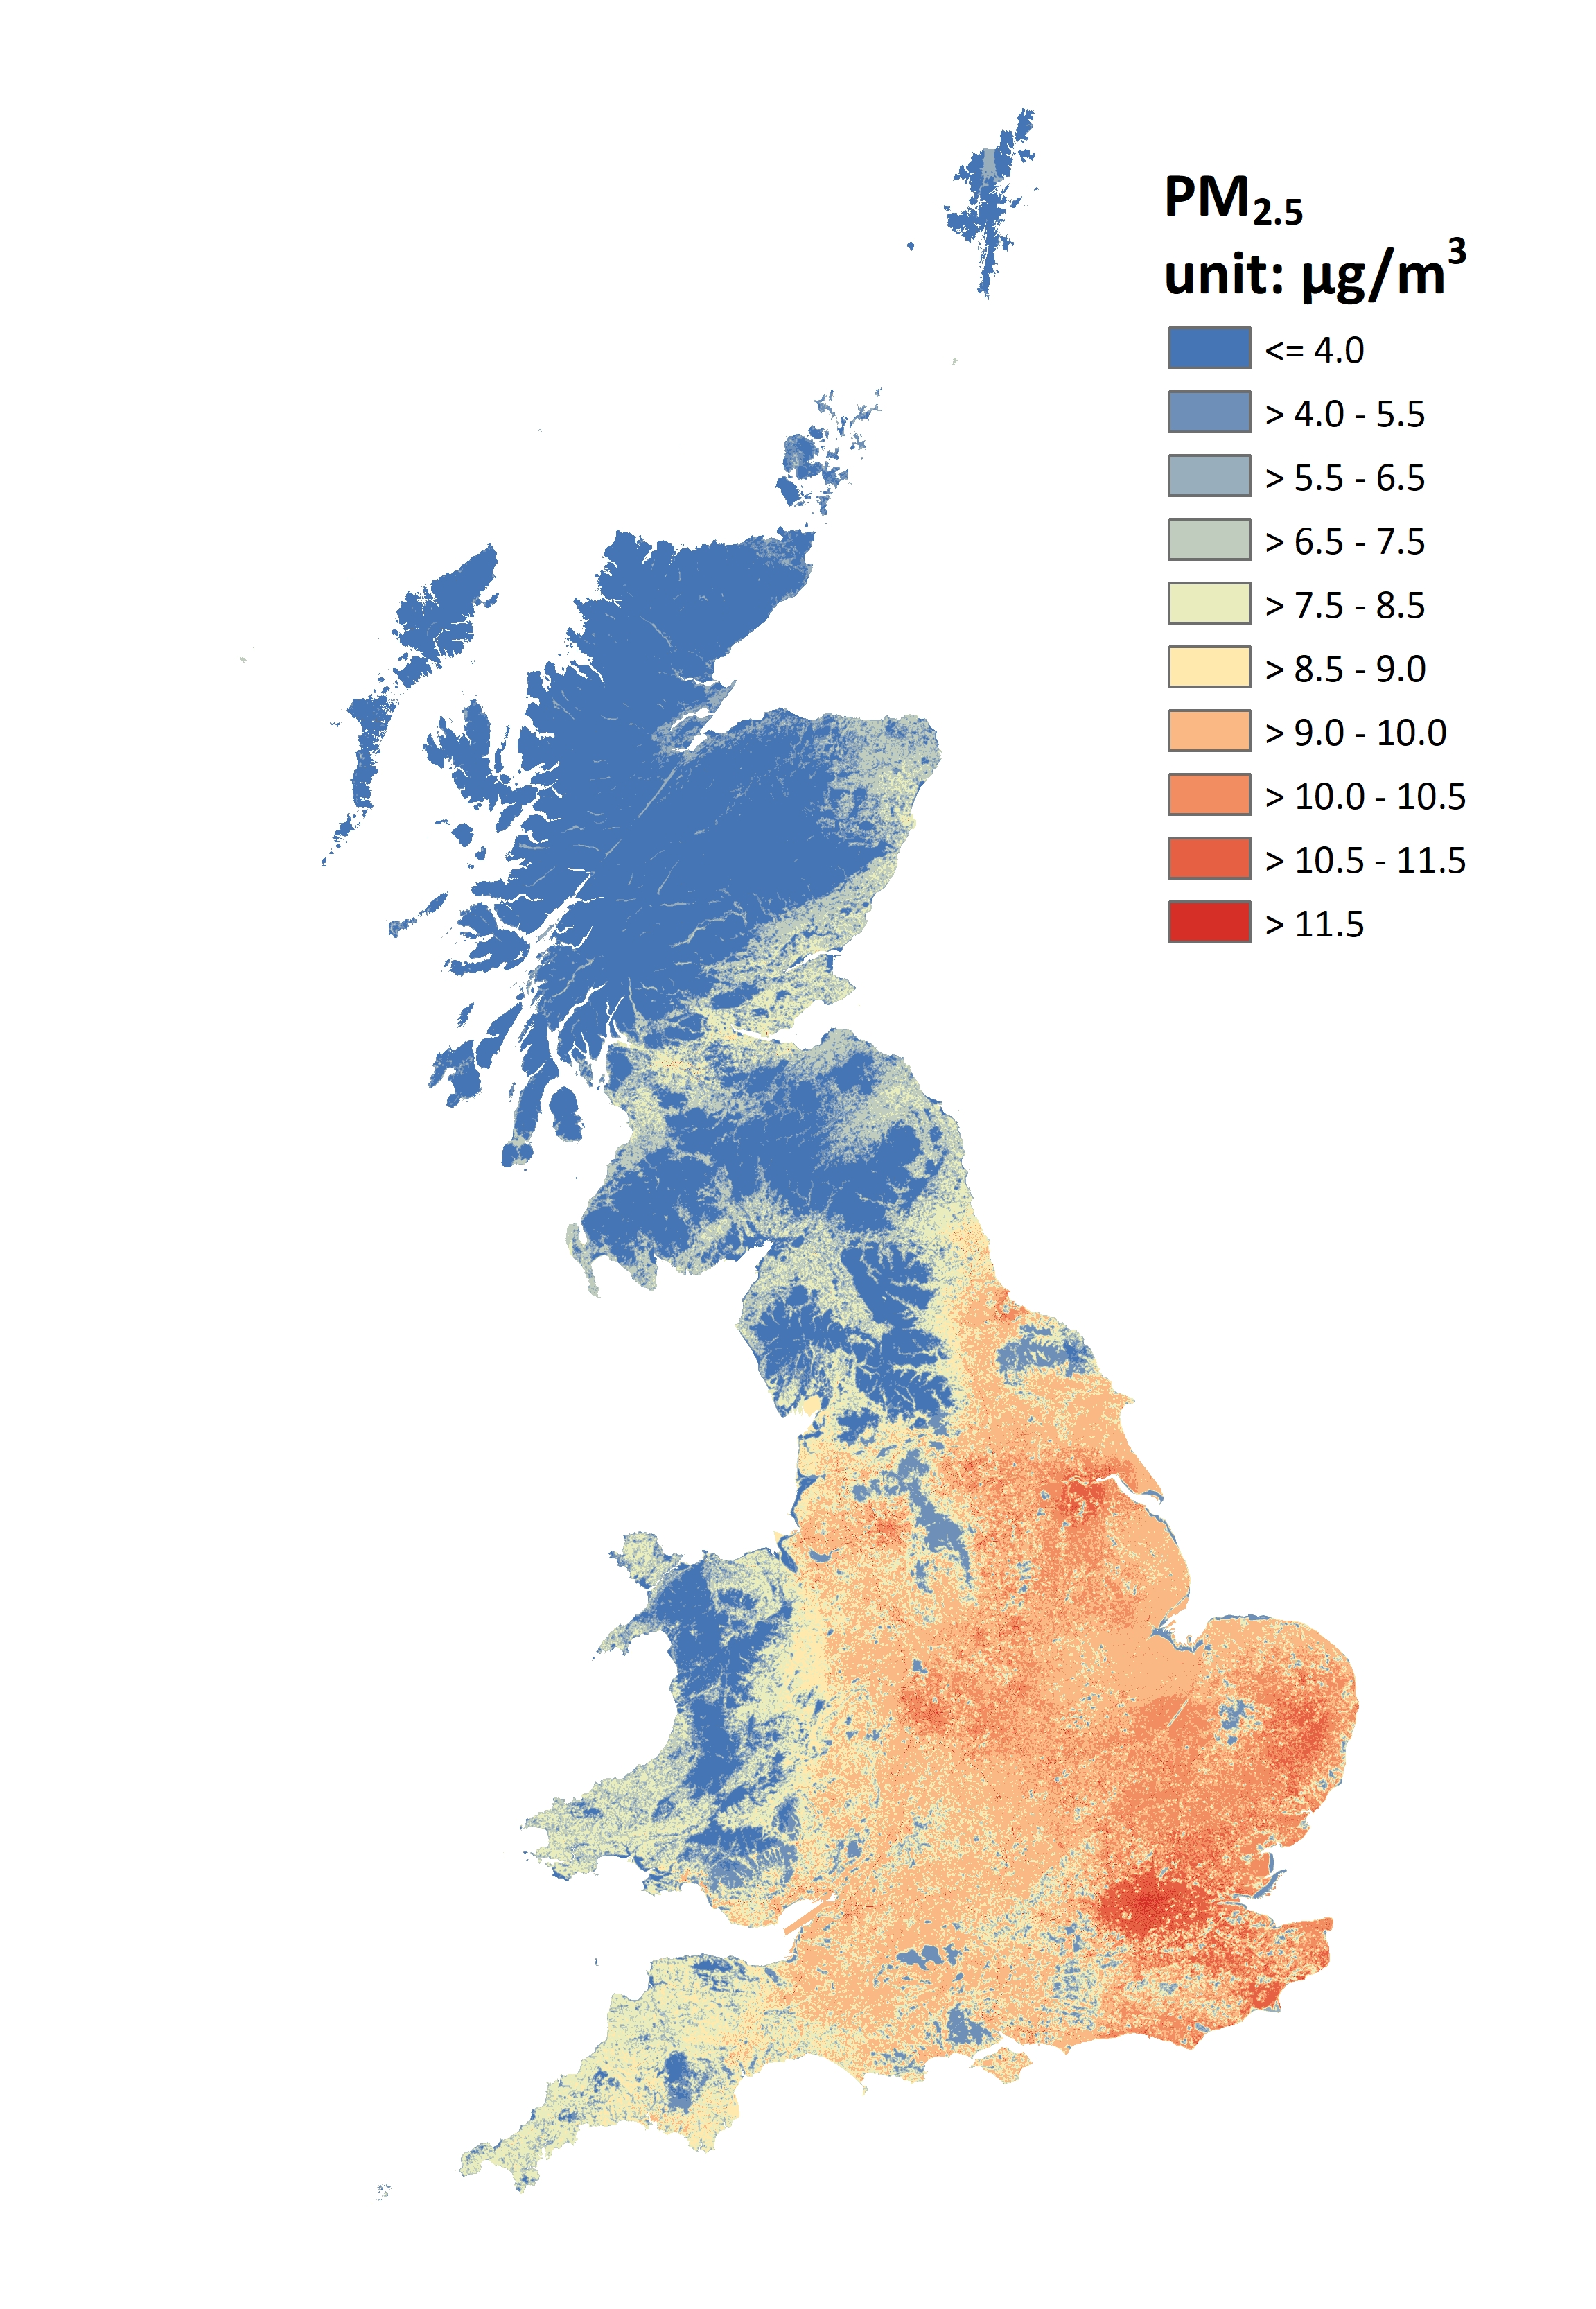 PM2.5
unit: µg/m³
<= 4.0
> 4.0 - 5.5
> 5.5 - 6.5
> 6.5 - 7.5
> 7.5 - 8.5
> 8.5 - 9.0
> 9.0 - 10.0
> 10.0 - 10.5
> 10.5 - 11.5
> 11.5